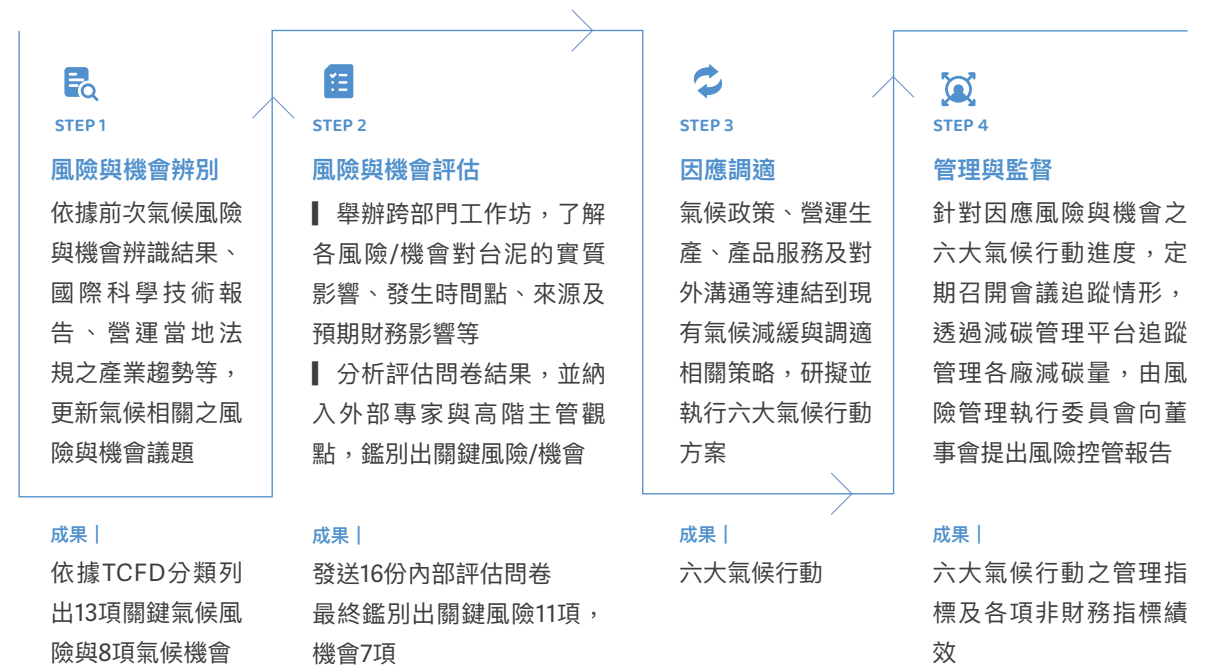 STEP 1
風險與機會辨別
依據前次氣候風險
與機會辨識結果、
國際科學技術報
告、營運當地法
規之產業趨勢等，
更新氣候相關之風
險與機會議題
成果｜
依據TCFD分類列
出13項關鍵氣候風
險與8項氣候機會
STEP 2
風險與機會評估
▌舉辦跨部門工作坊，了解
各風險/機會對台泥的實質
影響、發生時間點、來源及
預期財務影響等
▌分析評估問卷結果，並納
入外部專家與高階主管觀
點，鑑別出關鍵風險/機會
成果｜
發送16份內部評估問卷
最終鑑別出關鍵風險11項，
機會7項
STEP 3
因應調適
氣候政策、營運生
產、產品服務及對
外溝通等連結到現
有氣候減緩與調適
相關策略，研擬並
執行六大氣候行動
方案
成果｜
六大氣候行動
STEP 4
管理與監督
針對因應風險與機會之
六大氣候行動進度，定
期召開會議追蹤情形，
透過減碳管理平台追蹤
管理各廠減碳量，由風
險管理執行委員會向董
事會提出風險控管報告
成果｜
六大氣候行動之管理指
標及各項非財務指標績
效